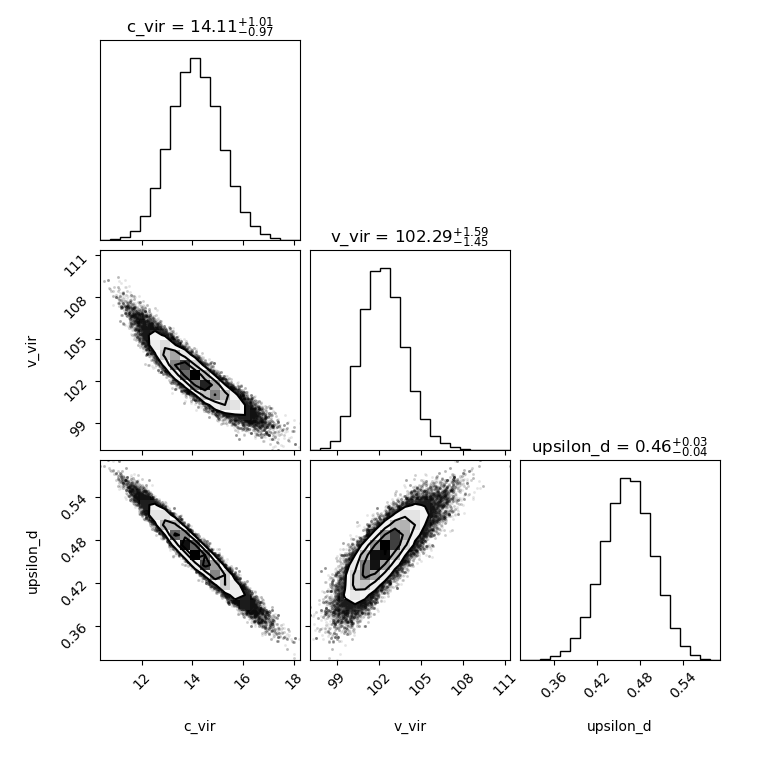 c_vir = 14.11+1.01−0.97
v_vir = 102.29+1.59−1.45
upsilon_d = 0.46+0.03−0.04
111
108
105
102
99
v_vir
0.54
0.48
0.42
0.36
upsilon_d
12 14 16 18
99 102 105 108 111
0.36 0.42 0.48 0.54
c_vir v_vir upsilon_d